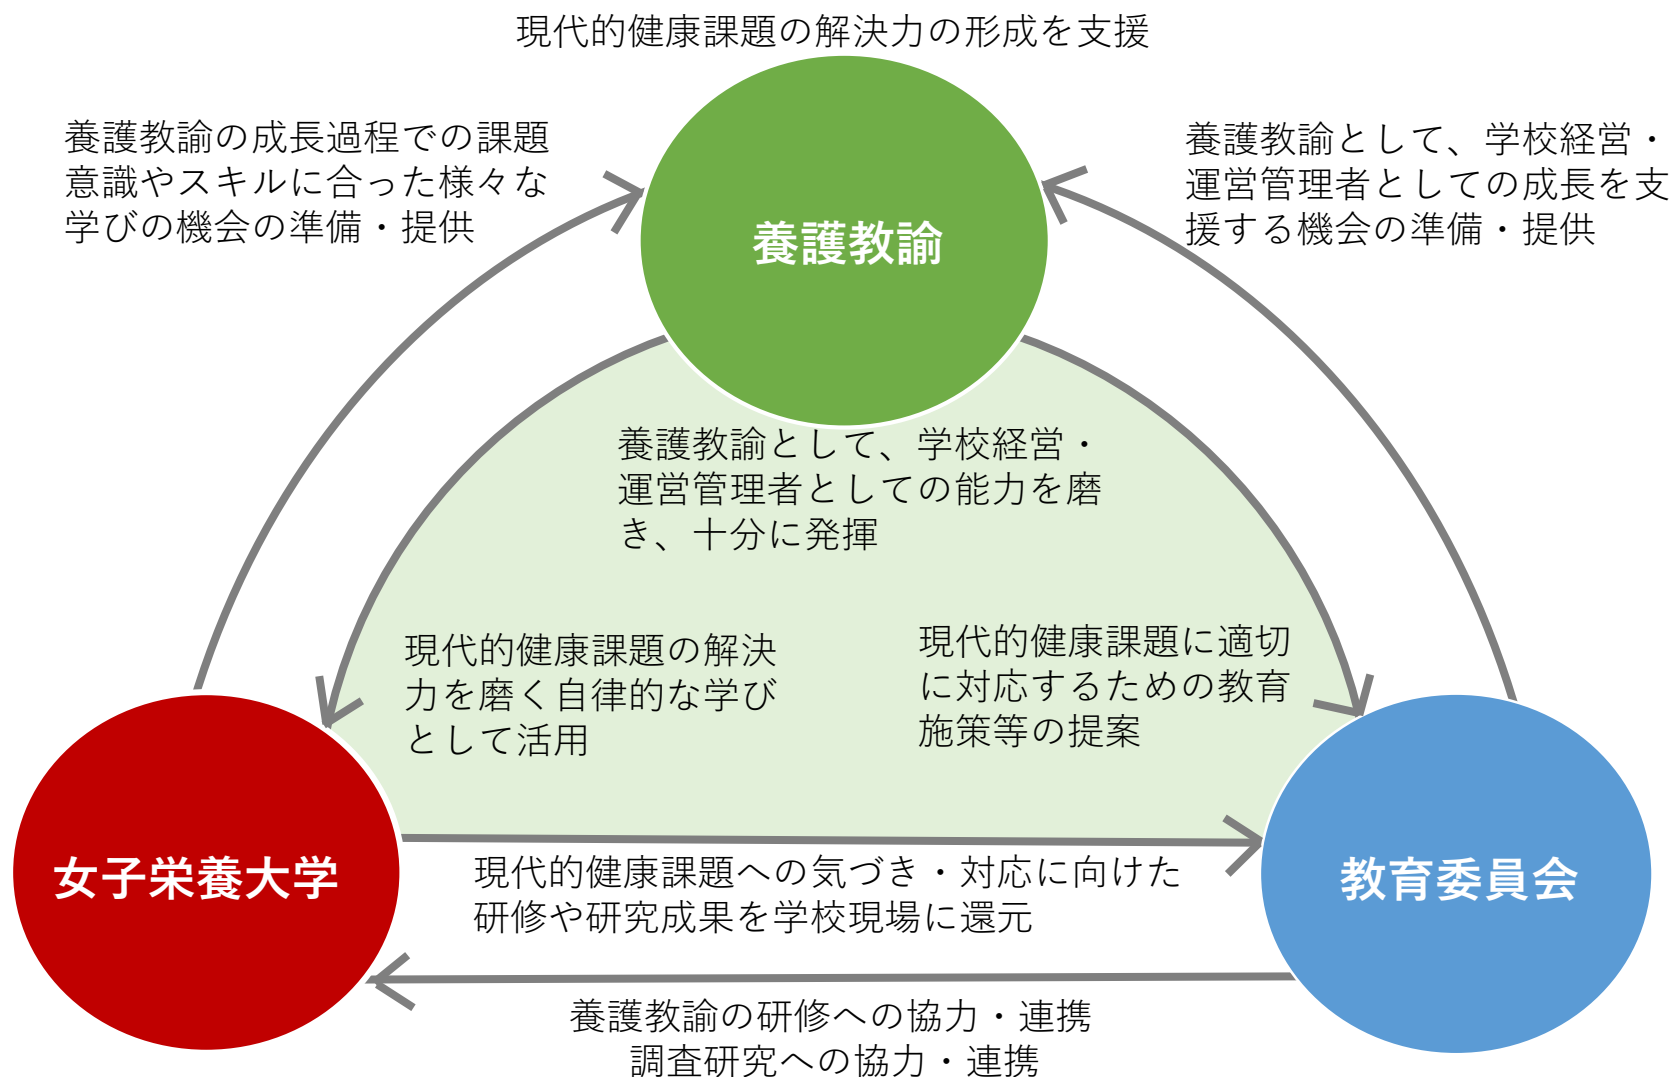 現代的健康課題の解決力の形成を支援
養護教諭の成長過程での課題
意識やスキルに合った様々な
学びの機会の準備・提供
養護教諭として、学校経営・
運営管理者としての成長を支
援する機会の準備・提供
養護教諭
養護教諭として、学校経営・
運営管理者としての能力を磨
き、十分に発揮
現代的健康課題の解決
力を磨く自律的な学び
として活用
現代的健康課題に適切
に対応するための教育
施策等の提案
女子栄養大学
教育委員会
現代的健康課題への気づき・対応に向けた
研修や研究成果を学校現場に還元
養護教諭の研修への協力・連携
調査研究への協力・連携